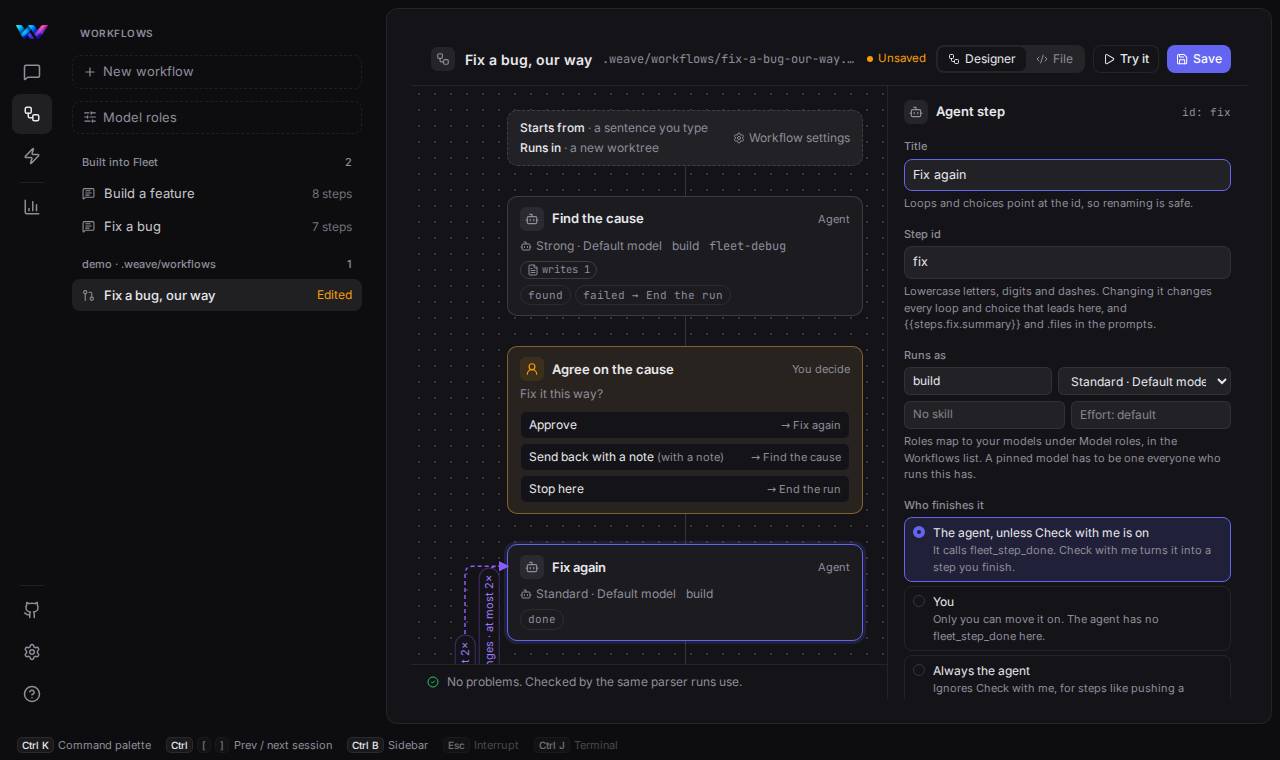 WORKFLOWS
New workflow
Model roles
Built into Fleet 2
Build a feature 8 steps
Fix a bug 7 steps
demo · .weave/workflows 1
Fix a bug, our way Edited
Fix a bug, our way .weave/workflows/fix-a-bug-our-way.… Unsaved Designer File Try it Save
Starts from · a sentence you type
Runs in · a new worktree
Workflow settings
Find the cause Agent
Strong · Default model build fleet-debug
writes 1
found failed → End the run
Agree on the cause You decide
Fix it this way?
Approve → Fix again
Send back with a note (with a note) → Find the cause
Stop here → End the run
Fix again Agent
Standard · Default model build
done
t 2×
nges · at most 2×
No problems. Checked by the same parser runs use.
Agent step id: fix
Title
Fix again
Loops and choices point at the id, so renaming is safe.
Step id
fix
Lowercase letters, digits and dashes. Changing it changes
every loop and choice that leads here, and
{{steps.fix.summary}} and .files in the prompts.
Runs as
build Standard · Default mode
No skill Effort: default
Roles map to your models under Model roles, in the
Workflows list. A pinned model has to be one everyone who
runs this has.
Who finishes it
The agent, unless Check with me is on
It calls fleet_step_done. Check with me turns it into a
step you finish.
You
Only you can move it on. The agent has no
fleet_step_done here.
Always the agent
Ignores Check with me, for steps like pushing a
Ctrl K Command palette Ctrl [ ] Prev / next session Ctrl B Sidebar Esc Interrupt Ctrl J Terminal